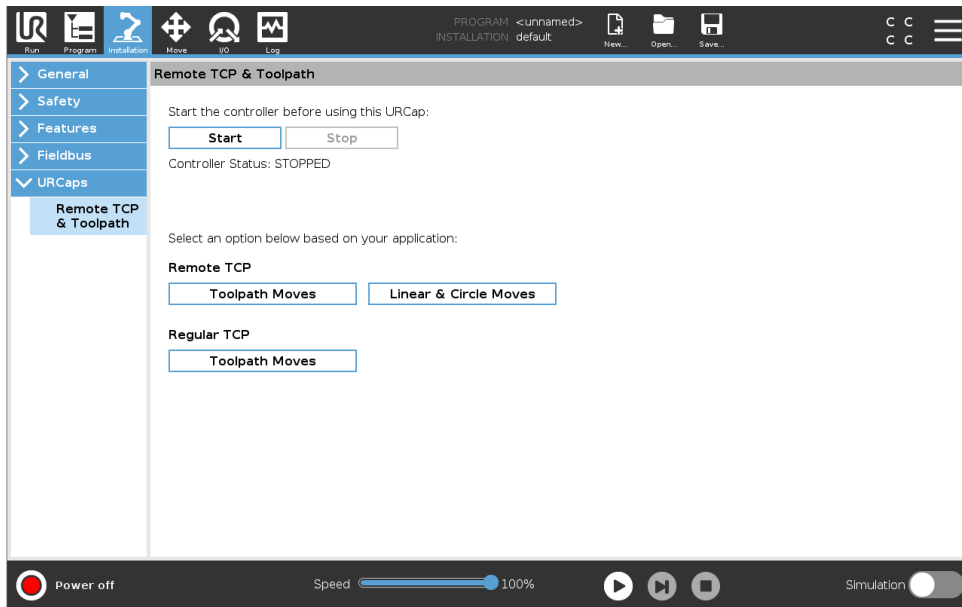 PROGRAM <unnamed>
INSTALLATION default
C C
C C
UR
Run
Program
Installation
Move
I/O
Log
New...
Open...
Save...
General
Safety
Features
Fieldbus
URCaps
Remote TCP
& Toolpath
Remote TCP & Toolpath
Start the controller before using this URCap:
Start Stop
Controller Status: STOPPED
Select an option below based on your application:
Remote TCP
Toolpath Moves Linear & Circle Moves
Regular TCP
Toolpath Moves
Power off
Speed 100%
Simulation